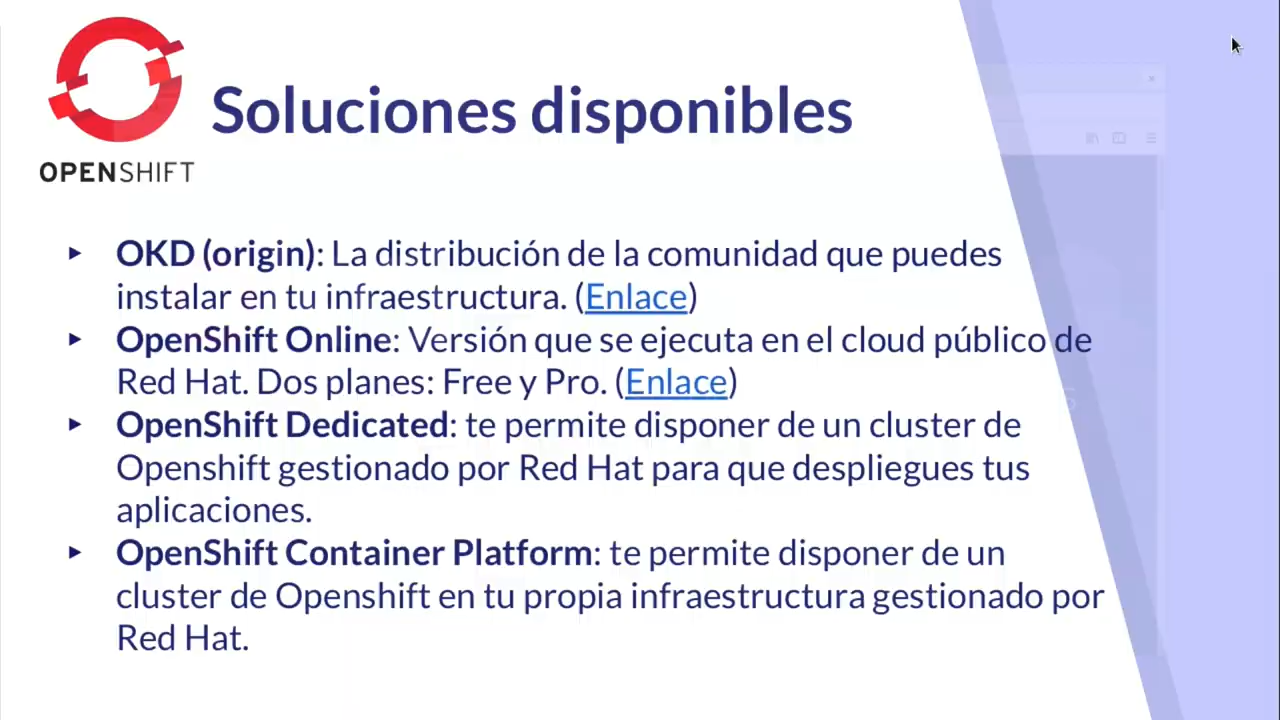 Soluciones disponibles
OPENSHIFT
▸ OKD (origin): La distribución de la comunidad que puedes
instalar en tu infraestructura. (Enlace)
▸ OpenShift Online: Versión que se ejecuta en el cloud público de
Red Hat. Dos planes: Free y Pro. (Enlace)
▸ OpenShift Dedicated: te permite disponer de un cluster de
Openshift gestionado por Red Hat para que despliegues tus
aplicaciones.
▸ OpenShift Container Platform: te permite disponer de un
cluster de Openshift en tu propia infraestructura gestionado por
Red Hat.